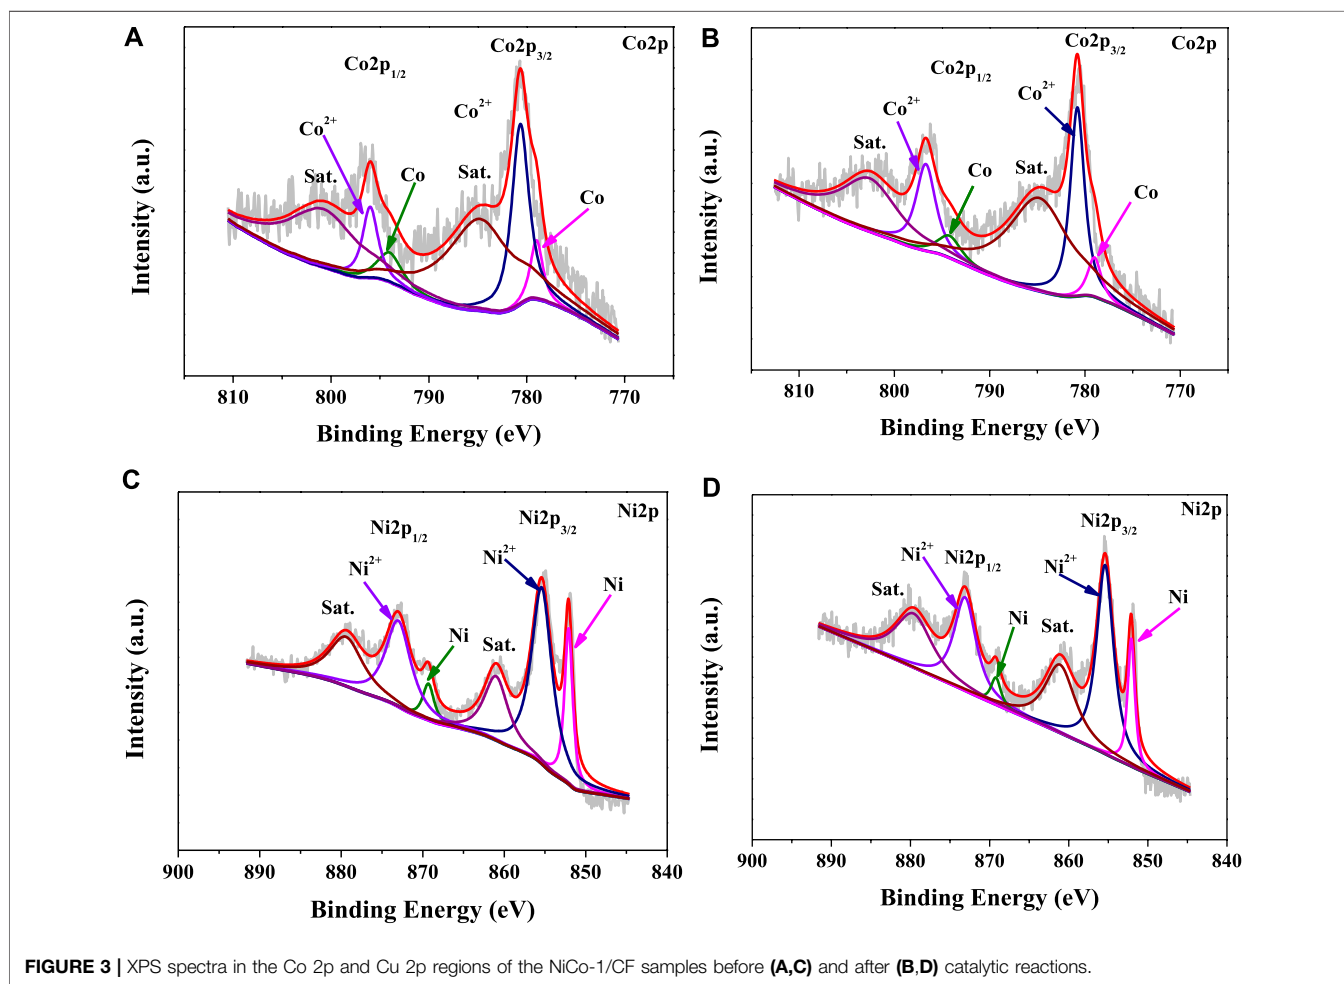 A
Co2p
Co2p3/2
Co2p1/2
Co2+
Co2+
Sat.
Co
Sat.
Co
Intensity (a.u.)
810 800 790 780 770
Binding Energy (eV)
B
Co2p
Co2p3/2
Co2p1/2
Co2+
Co2+
Sat.
Co
Sat.
Co
Intensity (a.u.)
810 800 790 780 770
Binding Energy (eV)
C
Ni2p
Ni2p3/2
Ni2p1/2
Ni2+
Ni2+
Ni
Sat.
Ni
Sat.
Intensity (a.u.)
900 890 880 870 860 850 840
Binding Energy (eV)
D
Ni2p
Ni2p3/2
Ni2+
Ni2p1/2
Ni2+
Sat.
Ni
Ni
Sat.
Intensity (a.u.)
900 890 880 870 860 850 840
Binding Energy (eV)
FIGURE 3 | XPS spectra in the Co 2p and Cu 2p regions of the NiCo-1/CF samples before (A,C) and after (B,D) catalytic reactions.